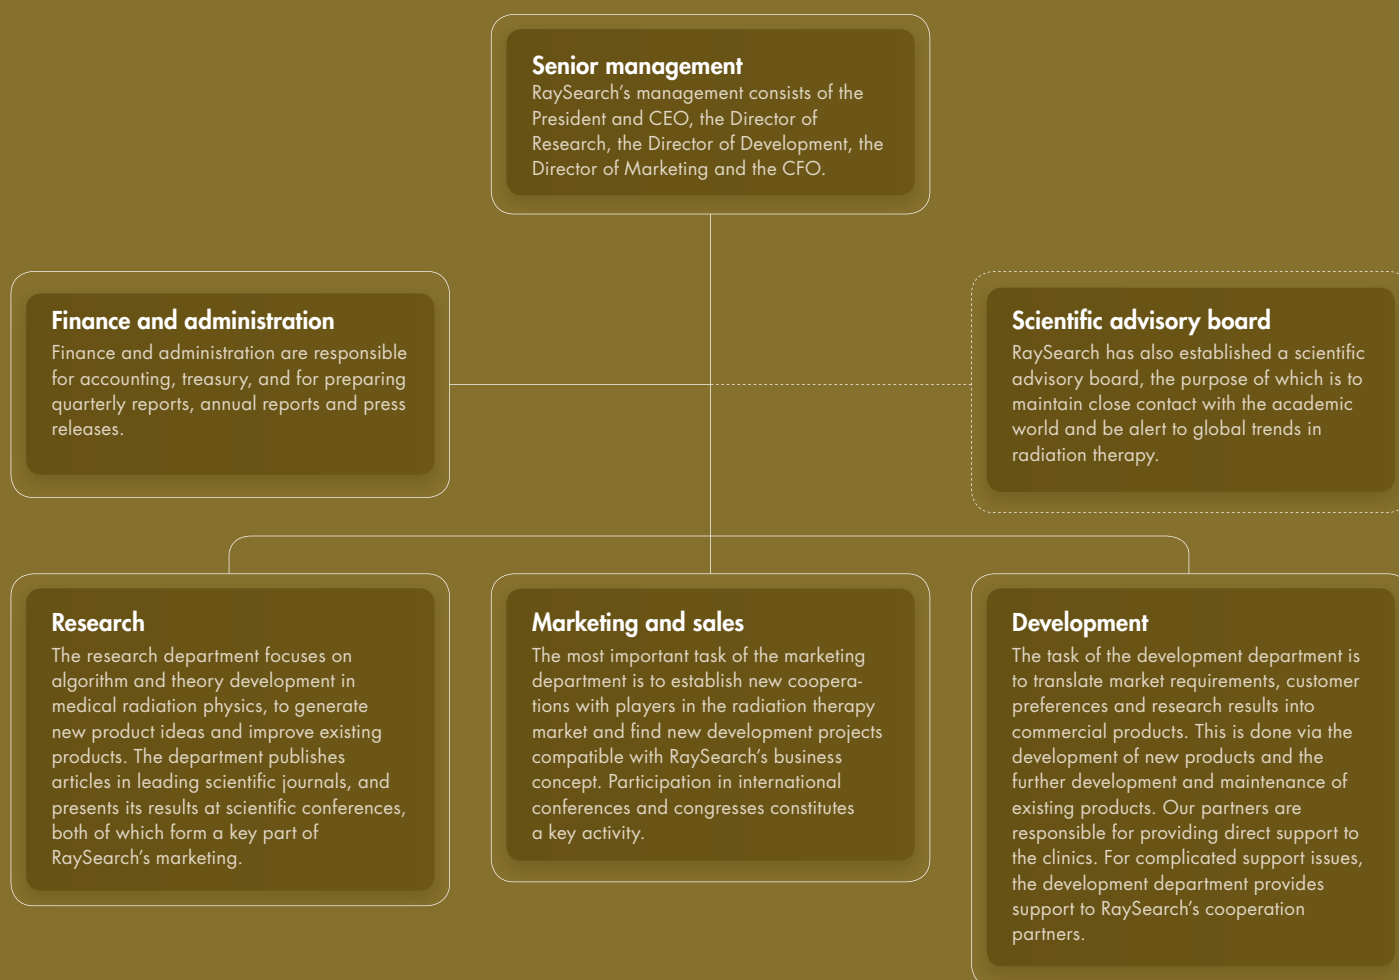 Senior management
RaySearch’s management consists of the
President and CEO, the Director of
Research, the Director of Development, the
Director of Marketing and the CFO.
Finance and administration
Finance and administration are responsible
for accounting, treasury, and for preparing
quarterly reports, annual reports and press
releases.
Scientific advisory board
RaySearch has also established a scientific
advisory board, the purpose of which is to
maintain close contact with the academic
world and be alert to global trends in
radiation therapy.
Research
The research department focuses on
algorithm and theory development in
medical radiation physics, to generate
new product ideas and improve existing
products. The department publishes
articles in leading scientific journals, and
presents its results at scientific conferences,
both of which form a key part of
RaySearch’s marketing.
Marketing and sales
The most important task of the marketing
department is to establish new coopera-
tions with players in the radiation therapy
market and find new development projects
compatible with RaySearch’s business
concept. Participation in international
conferences and congresses constitutes
a key activity.
Development
The task of the development department is
to translate market requirements, customer
preferences and research results into
commercial products. This is done via the
development of new products and the
further development and maintenance of
existing products. Our partners are
responsible for providing direct support to
the clinics. For complicated support issues,
the development department provides
support to RaySearch’s cooperation
partners.